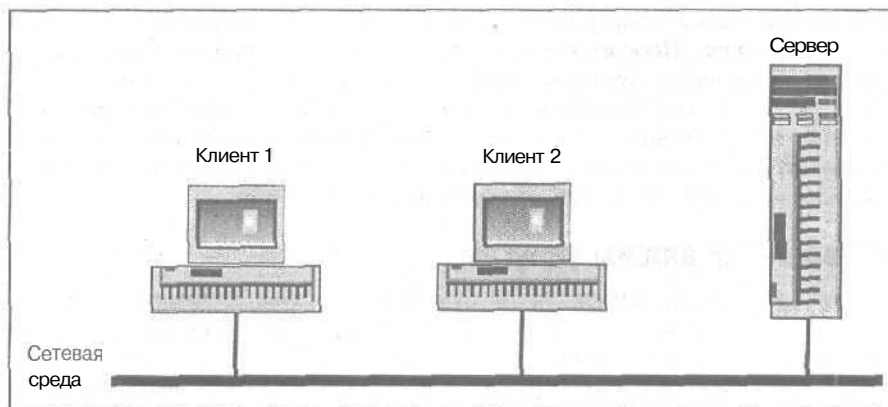 Сервер
Клиент 1
Клиент 2
Сетевая
среда